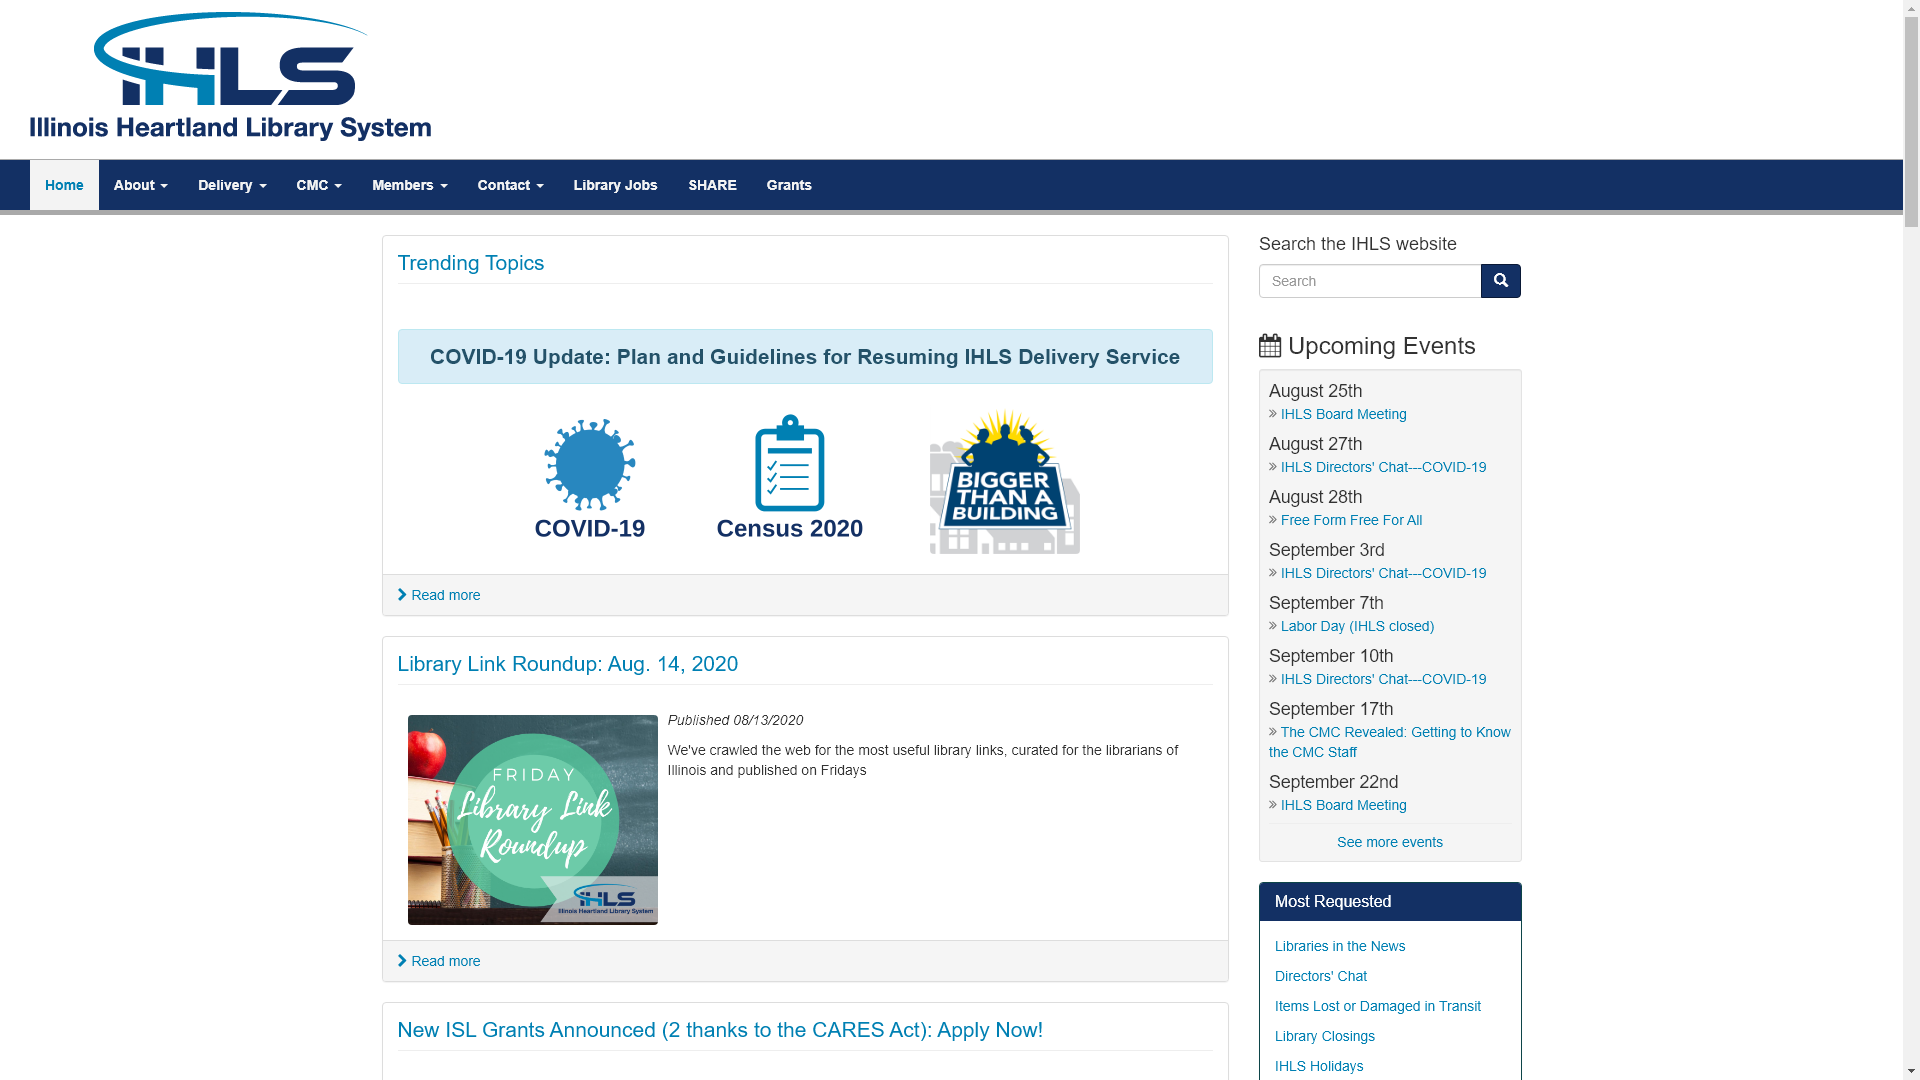 IHLS
Illinois Heartland Library System
Home About Delivery CMC Members Contact Library Jobs SHARE Grants
Trending Topics
COVID-19 Update: Plan and Guidelines for Resuming IHLS Delivery Service
COVID-19
Census 2020
BIGGER
THAN A
BUILDING
Read more
Library Link Roundup: Aug. 14, 2020
FRIDAY
Library Link
Roundup
IHLS
Illinois Heartland Library System
Published 08/13/2020
We've crawled the web for the most useful library links, curated for the librarians of
Illinois and published on Fridays
Read more
New ISL Grants Announced (2 thanks to the CARES Act): Apply Now!
Search the IHLS website
Search
Upcoming Events
August 25th
» IHLS Board Meeting
August 27th
» IHLS Directors' Chat---COVID-19
August 28th
» Free Form Free For All
September 3rd
» IHLS Directors' Chat---COVID-19
September 7th
» Labor Day (IHLS closed)
September 10th
» IHLS Directors' Chat---COVID-19
September 17th
» The CMC Revealed: Getting to Know
the CMC Staff
September 22nd
» IHLS Board Meeting
See more events
Most Requested
Libraries in the News
Directors' Chat
Items Lost or Damaged in Transit
Library Closings
IHLS Holidays